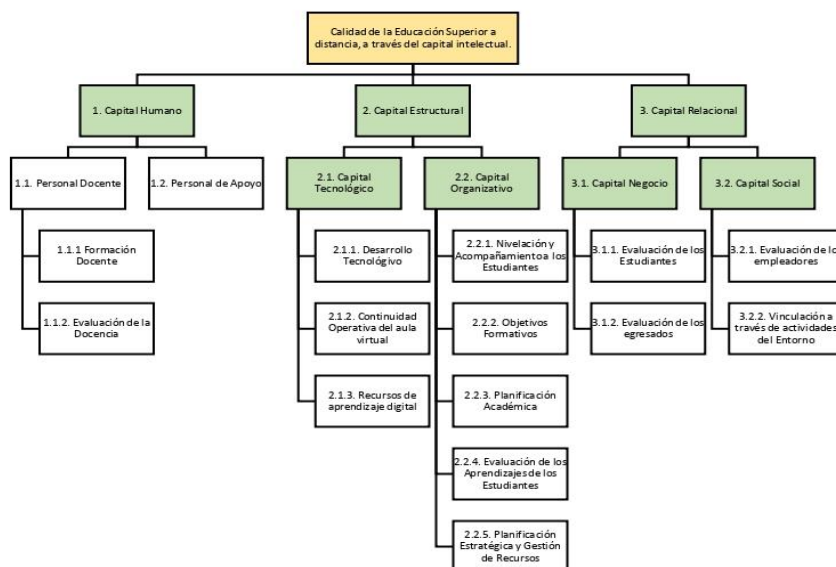 Calidad de la Educación Superior a
distancia, a través del capital intelectual.
1. Capital Humano
2. Capital Estructural
3. Capital Relacional
1.1. Personal Docente
1.2. Personal de Apoyo
2.1. Capital
Tecnológico
2.2. Capital
Organizativo
3.1. Capital Negocio
3.2. Capital Social
1.1.1 Formación
Docente
2.1.1. Desarrollo
Tecnológico
2.2.1. Nivelación y
Acompañamiento a los
Estudiantes
3.1.1. Evaluación de los
Estudiantes
3.2.1. Evaluación de lo
empleadores
1.1.2. Evaluación de la
Docencia
2.1.2. Continuidad
Operativa del aula
virtual
2.2.2. Objetivos
Formativos
3.1.2. Evaluación de los
egresados
3.2.2. Vinculación a
través de actividades
del Entorno
2.1.3. Recursos de
aprendizaje digital
2.2.3. Planificación
Académica
2.2.4. Evaluación de los
Aprendizajes de los
Estudiantes
2.2.5. Planificación
Estratégica y Gestión
de Recursos